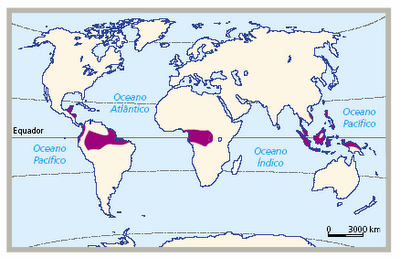 Oceano
Atlântico
Oceano
Pacífico
Equador
Oceano
Pacífico
Oceano
Índico
0 3000 km